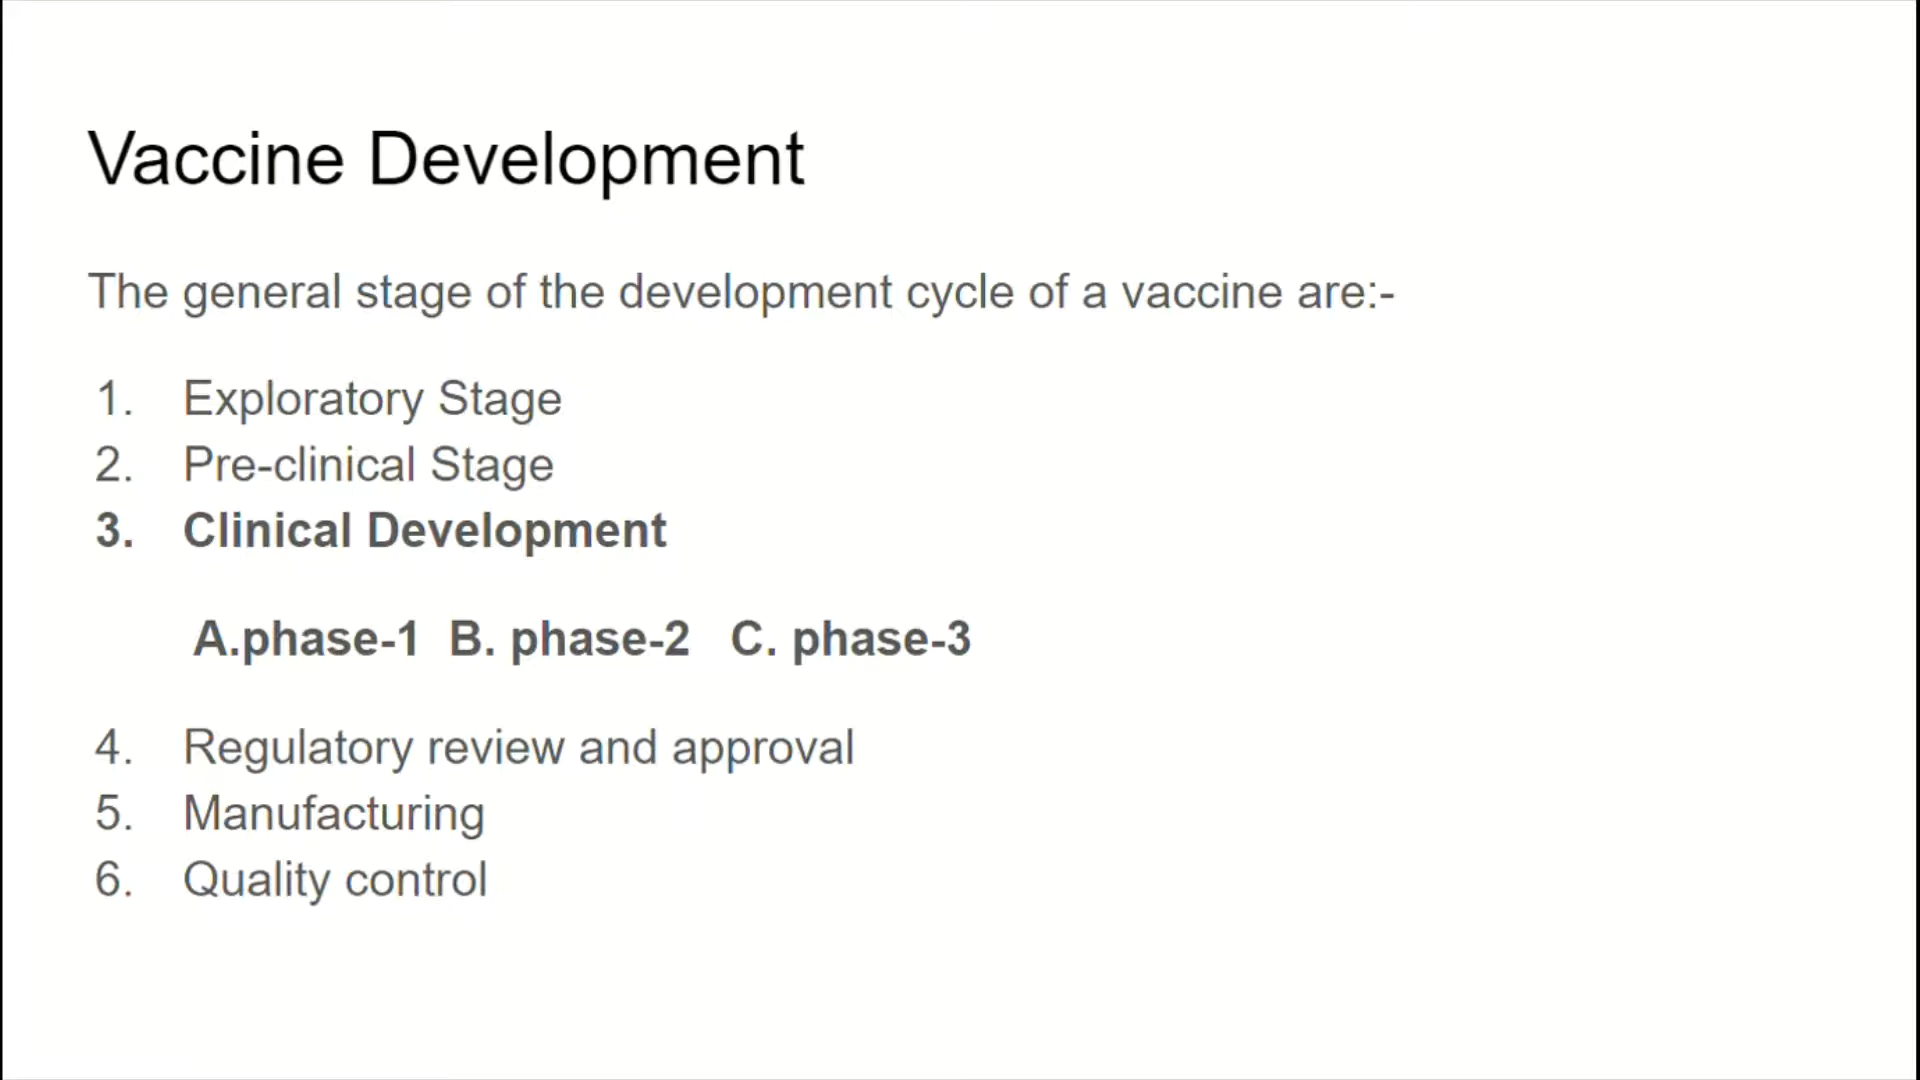 Vaccine Development
The general stage of the development cycle of a vaccine are:-
1. Exploratory Stage
2. Pre-clinical Stage
3. Clinical Development
A.phase-1 B. phase-2 C. phase-3
4. Regulatory review and approval
5. Manufacturing
6. Quality control